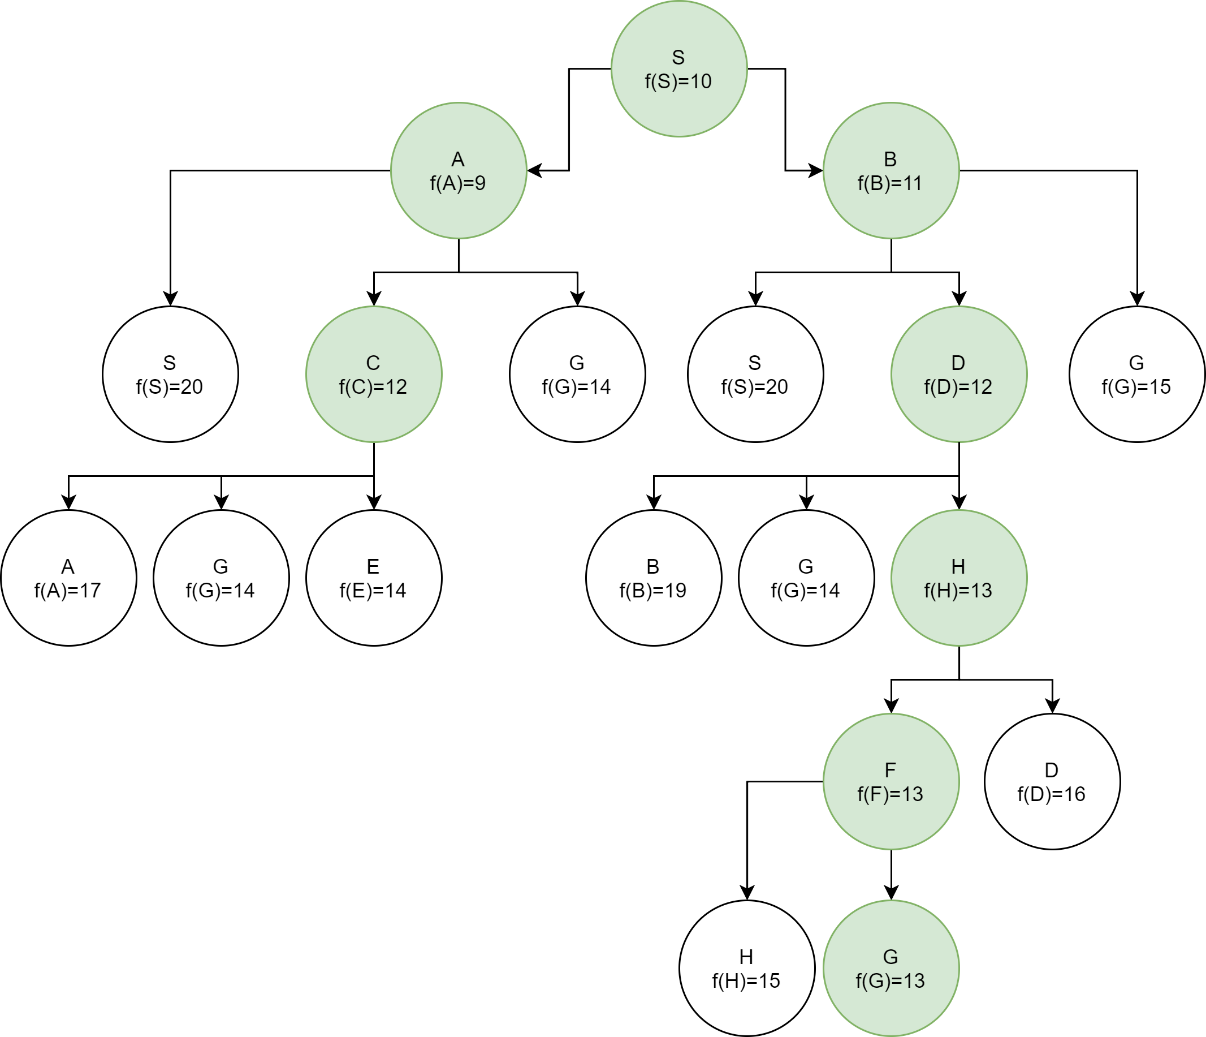 S
f(S)=10
A
f(A)=9
B
f(B)=11
S
f(S)=20
C
f(C)=12
G
f(G)=14
S
f(S)=20
D
f(D)=12
G
f(G)=15
A
f(A)=17
G
f(G)=14
E
f(E)=14
B
f(B)=19
G
f(G)=14
H
f(H)=13
F
f(F)=13
D
f(D)=16
H
f(H)=15
G
f(G)=13